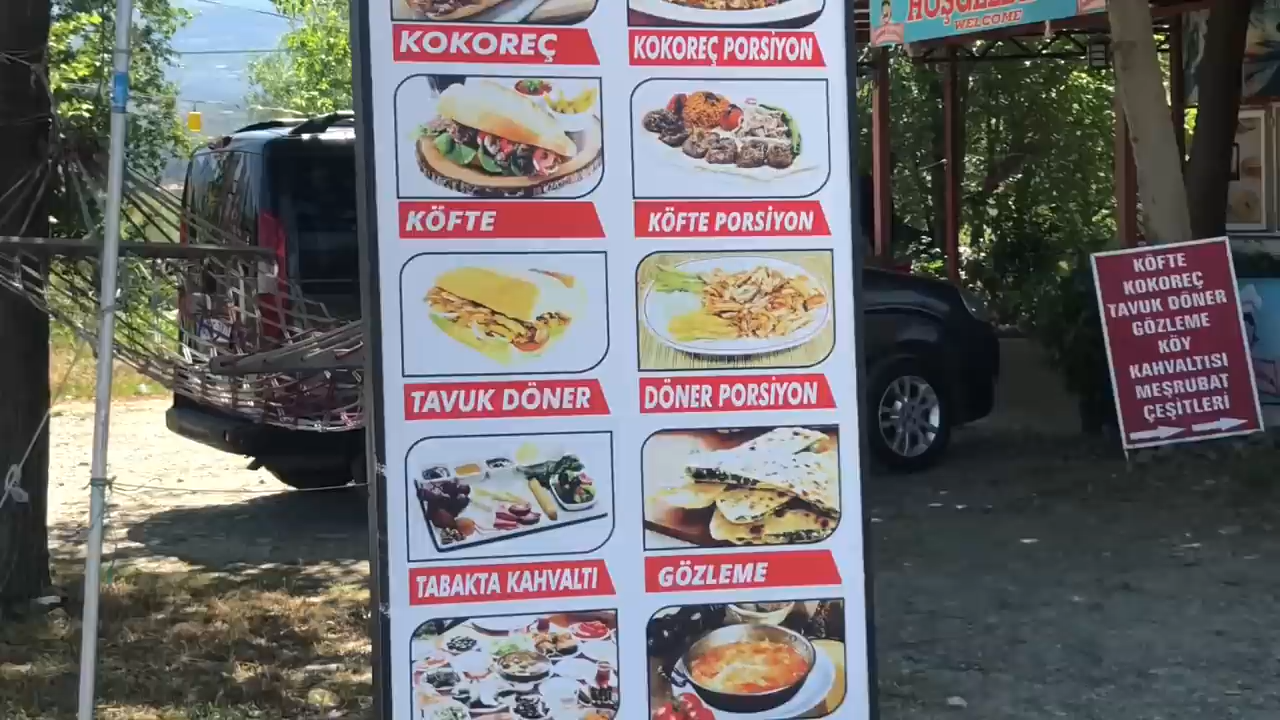 KOKOREÇ
KOKOREÇ PORSİYON
KÖFTE
KÖFTE PORSİYON
TAVUK DÖNER
DÖNER PORSİYON
TABAKTA KAHVALTI
GÖZLEME
WELCOME
KÖFTE
KOKOREÇ
TAVUK DÖNER
GÖZLEME
KÖY
KAHVALTISI
MEŞRUBAT
ÇEŞİTLERİ